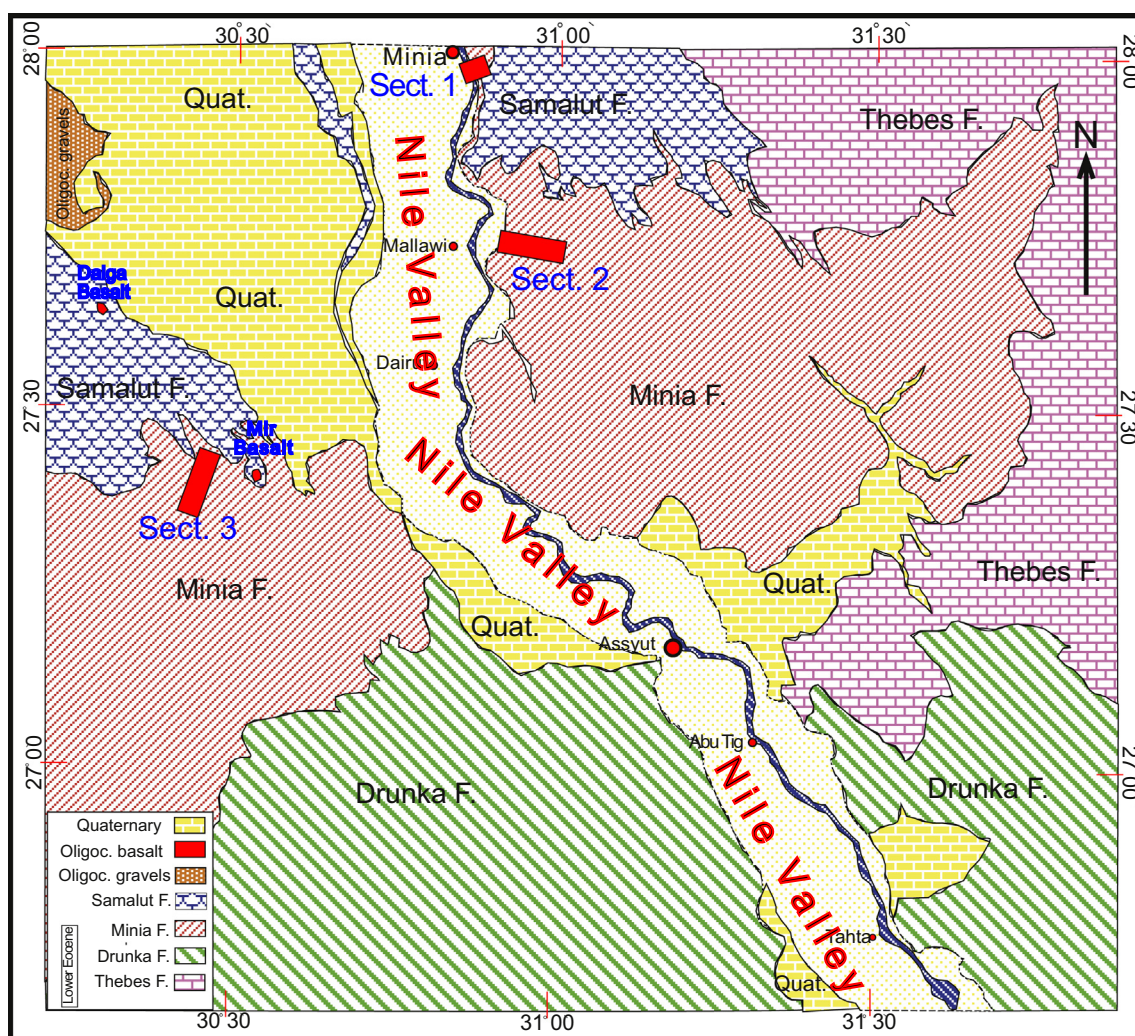 30.30'
31.00
31.30'
28°00
28°00
Minia
Sect. 1
Quat.
Samalut F.
Thebes F.
Oligoc. gravels
N
Nile Valley
Mallawi
Sect. 2
Dalga
Basalt
Quat.
Dairu
Samalut F.
Minia F.
27°30
27°30
Mir
Basalt
Nile Valley
Sect. 3
Minia F.
Quat.
Thebes F.
Quat.
Assyut
Abu Tig
27°00
27°00
Nile Valley
Drunka F.
Drunka F.
Quaternary
Oligoc. basalt
Oligoc. gravels
Samalut F.
Minia F.
Drunka F.
Thebes F.
Lower Eocene
Tahta
Quat.
30°30
31°00
31°30